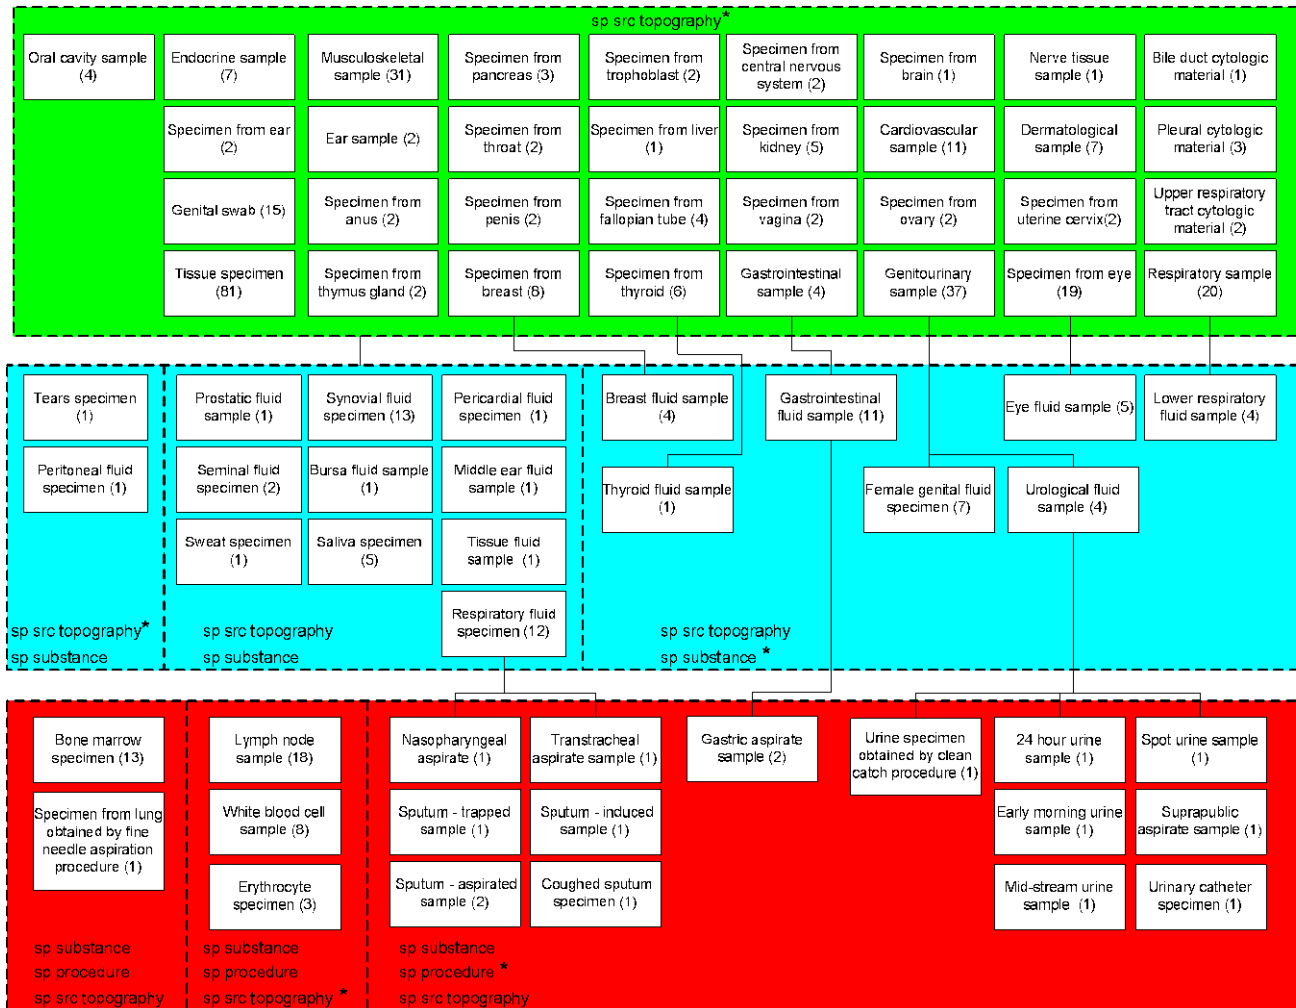 sp src topography*
Oral cavity sample
(4)
Endocrine sample
(7)
Musculoskeletal
sample (31)
Specimen from
pancreas (3)
Specimen from
trophoblast (2)
Specimen from
central nervous
system (2)
Specimen from
brain (1)
Nerve tissue
sample (1)
Bile duct cytologic
material (1)
Specimen from ear
(2)
Ear sample (2)
Specimen from
throat (2)
Specimen from liver
(1)
Specimen from
kidney (5)
Cardiovascular
sample (11)
Dermatological
sample (7)
Pleural cytologic
material (3)
Genital swab (15)
Specimen from
anus (2)
Specimen from
penis (2)
Specimen from
fallopian tube (4)
Specimen from
vagina (2)
Specimen from
ovary (2)
Specimen from
uterine cervix(2)
Upper respiratory
tract cytologic
material (2)
Tissue specimen
(81)
Specimen from
thymus gland (2)
Specimen from
breast (8)
Specimen from
thyroid (6)
Gastrointestinal
sample (4)
Genitourinary
sample (37)
Specimen from eye
(19)
Respiratory sample
(20)
Tears specimen
(1)
Prostatic fluid
sample (1)
Synovial fluid
specimen (13)
Pericardial fluid
specimen (1)
Breast fluid sample
(4)
Gastrointestinal
fluid sample (11)
Eye fluid sample (5)
Lower respiratory
fluid sample (4)
Peritoneal fluid
specimen (1)
Seminal fluid
specimen (2)
Bursa fluid sample
(1)
Middle ear fluid
sample (1)
Thyroid fluid sample
(1)
Female genital fluid
specimen (7)
Urological fluid
sample (4)
Sweat specimen
(1)
Saliva specimen
(5)
Tissue fluid
sample (1)
Respiratory fluid
specimen (12)
sp src topography*
sp substance
sp src topography
sp substance
sp src topography
sp substance *
Bone marrow
specimen (13)
Lymph node
sample (18)
Nasopharyngeal
aspirate (1)
Transtracheal
aspirate sample (1)
Gastric aspirate
sample (2)
Urine specimen
obtained by clean
catch procedure (1)
24 hour urine
sample (1)
Spot urine sample
(1)
Specimen from lung
obtained by fine
needle aspiration
procedure (1)
White blood cell
sample (8)
Sputum - trapped
sample (1)
Sputum - induced
sample (1)
Early morning urine
sample (1)
Suprapublic
aspirate sample (1)
Erythrocyte
specimen (3)
Sputum - aspirated
sample (2)
Coughed sputum
specimen (1)
Mid-stream urine
sample (1)
Urinary catheter
specimen (1)
sp substance
sp procedure
sp src topography
sp substance
sp procedure
sp src topography *
sp substance
sp procedure *
sp src topography